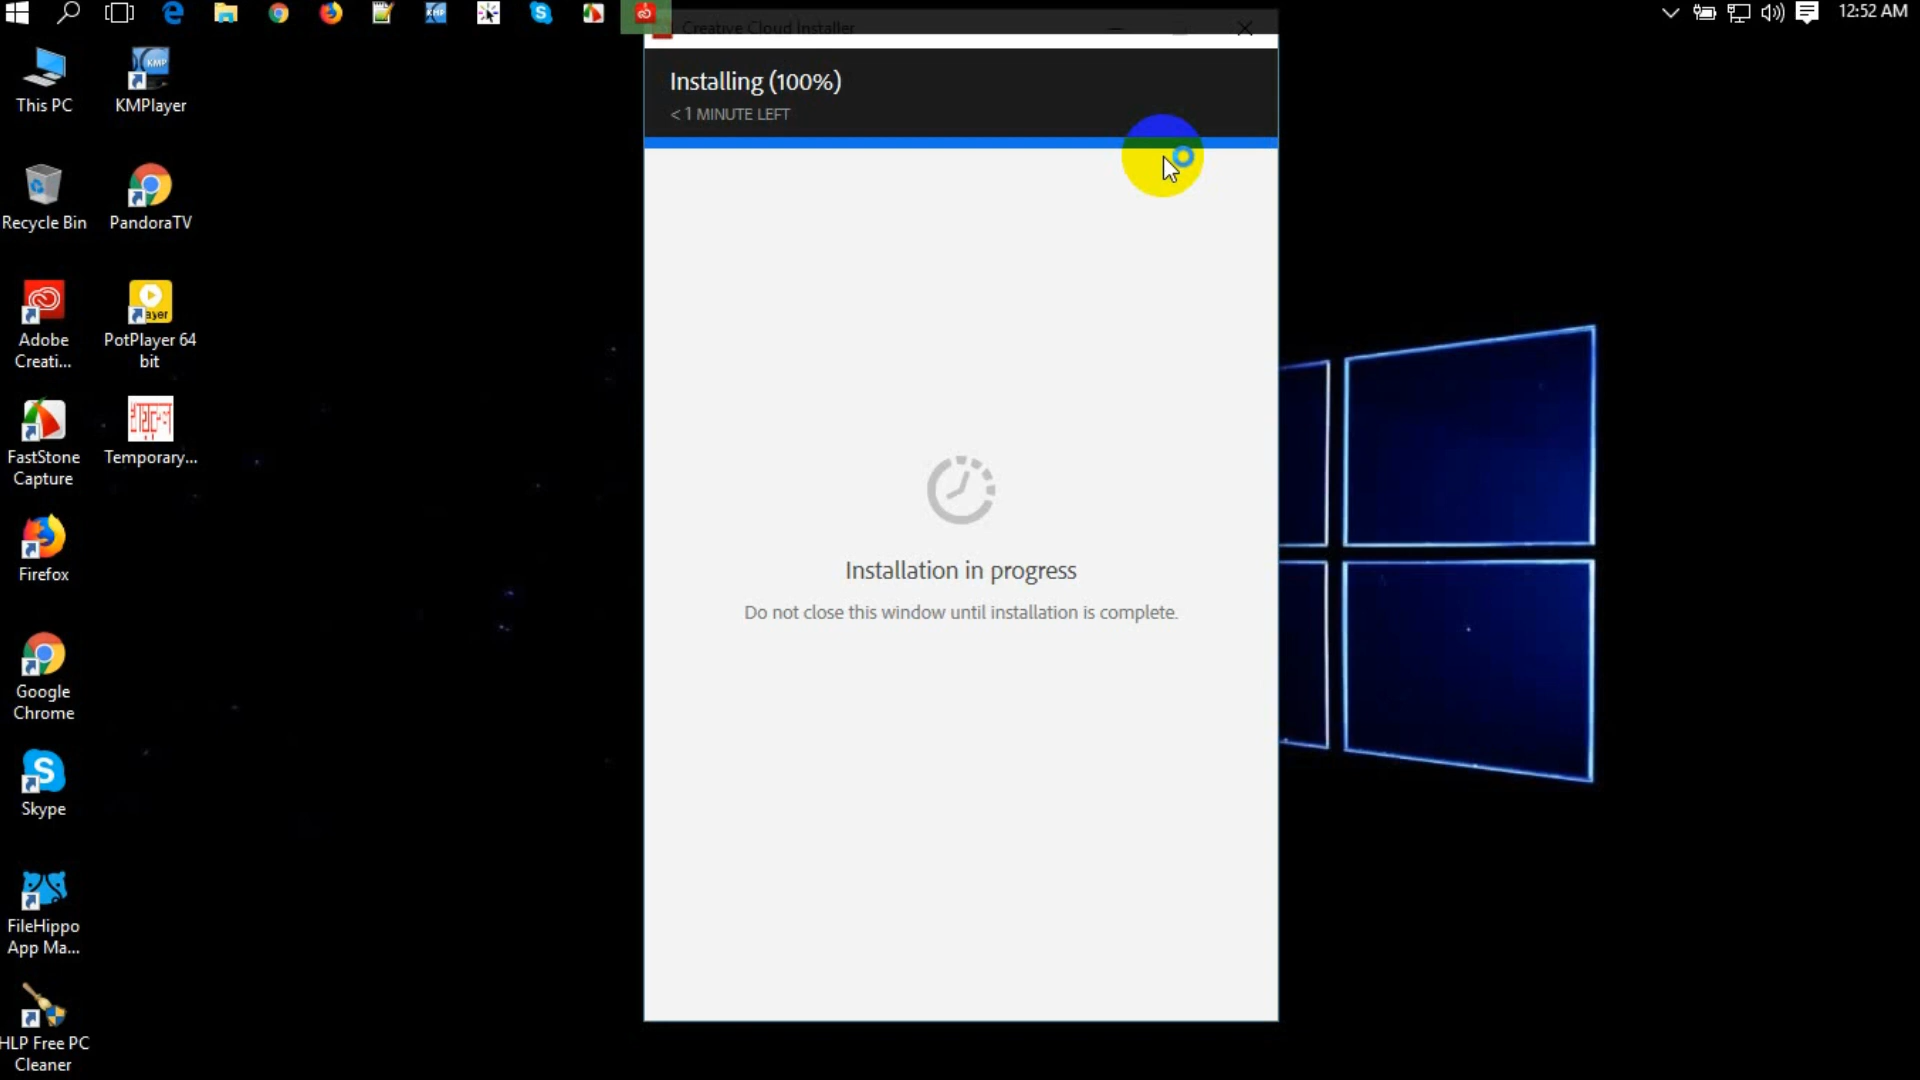 12:52 AM
Creative Cloud Installer
Installing (100%)
< 1 MINUTE LEFT
Installation in progress
Do not close this window until installation is complete.
This PC
KMPlayer
KMP
Recycle Bin
PandoraTV
Adobe
Creati...
PotPlayer 64
bit
FastStone
Capture
Temporary...
Firefox
Google
Chrome
Skype
FileHippo
App Ma...
HLP Free PC
Cleaner